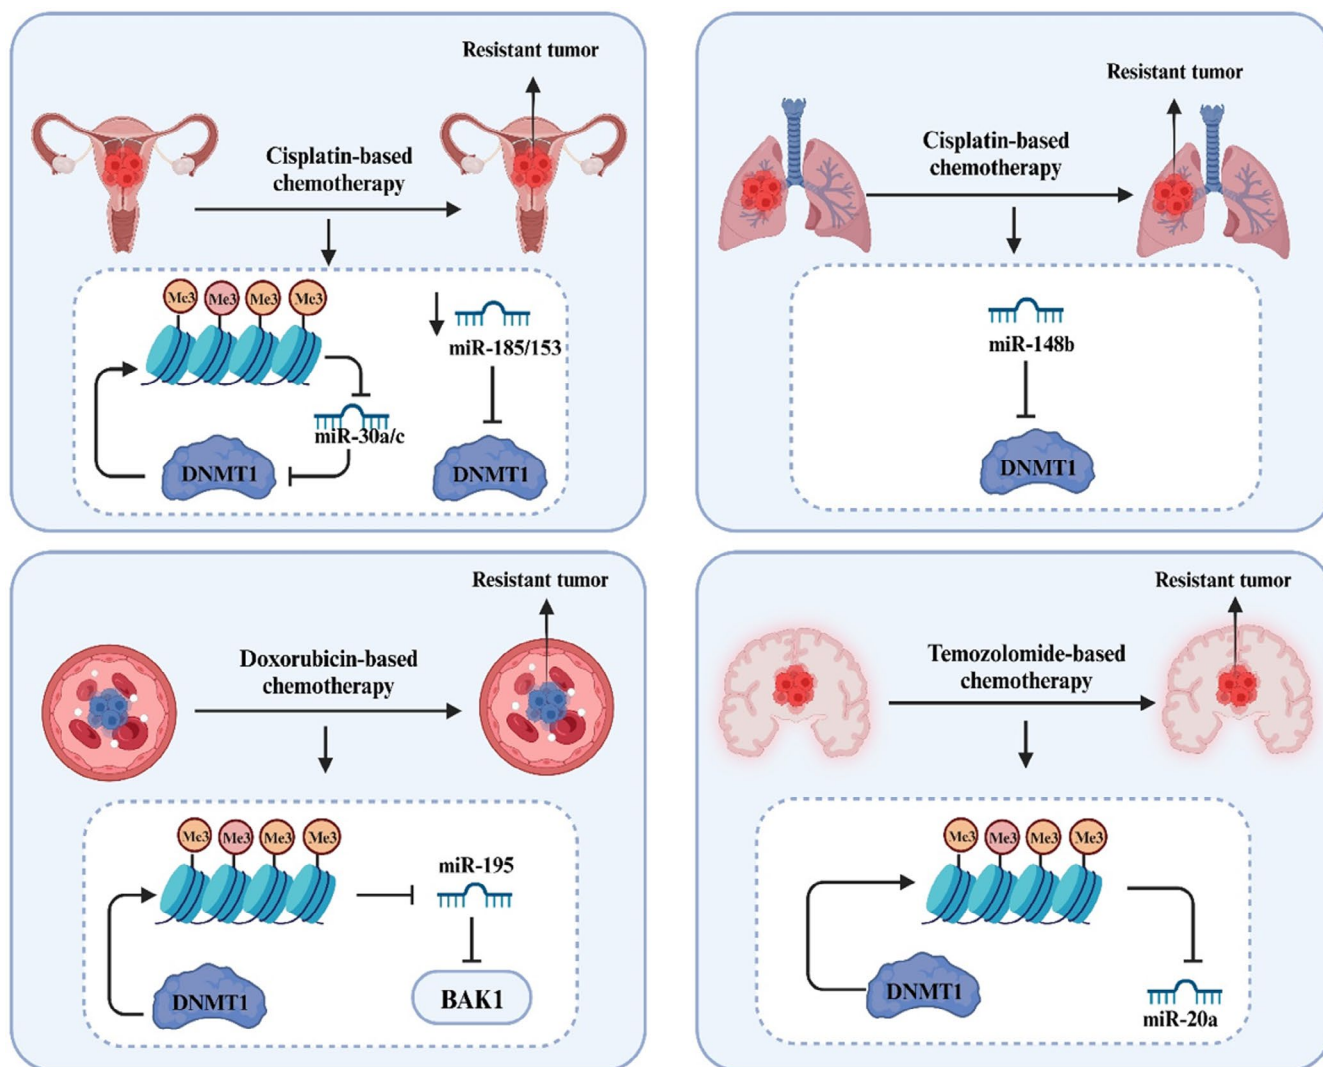 Resistant tumor
Cisplatin-based
chemotherapy
Me3 Me3 Me3 Me3
miR-185/153
miR-30a/c
DNMT1
DNMT1
Resistant tumor
Cisplatin-based
chemotherapy
miR-148b
DNMT1
Resistant tumor
Doxorubicin-based
chemotherapy
Me3 Me3 Me3 Me3
miR-195
DNMT1
BAK1
Resistant tumor
Temozolomide-based
chemotherapy
Me3 Me3 Me3 Me3
DNMT1
miR-20a